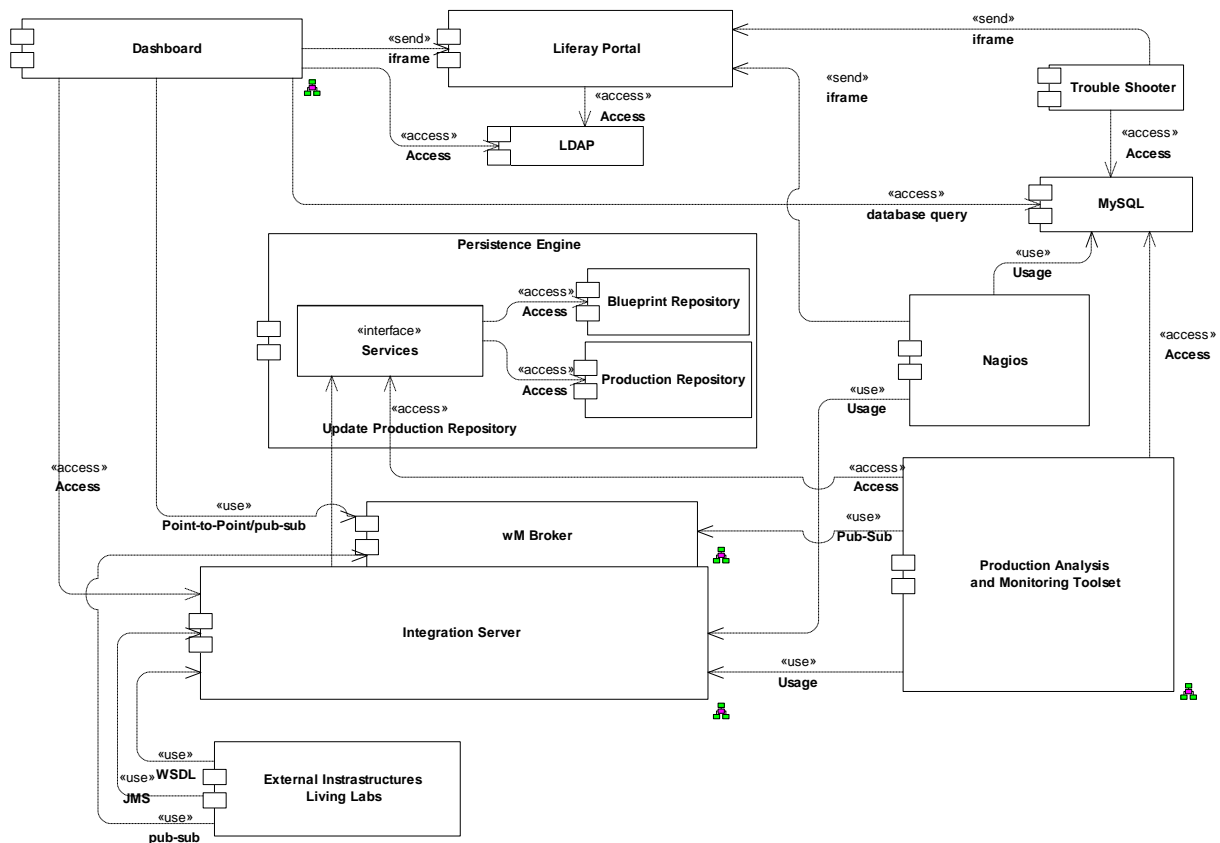 Dashboard
«send»
iframe
Liferay Portal
«send»
iframe
«send»
iframe
Trouble Shooter
«access»
Access
«access»
Access
LDAP
«access»
Access
«access»
database query
MySQL
Persistence Engine
«use»
Usage
«interface»
Services
«access»
Access
Blueprint Repository
«access»
Access
Production Repository
«access»
Access
Nagios
«use»
Usage
«access»
Update Production Repository
«access»
Access
«access»
Access
«use»
Point-to-Point/pub-sub
wM Broker
«use»
Pub-Sub
Production Analysis
and Monitoring Toolset
Integration Server
«use»
Usage
«use»
WSDL
«use»
JMS
«use»
pub-sub
External Instrastructures
Living Labs